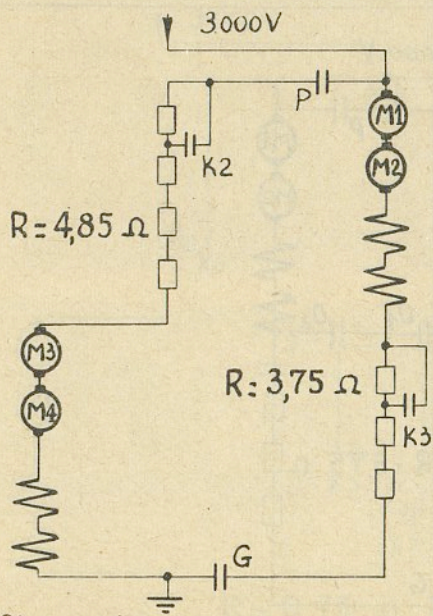 3000V
P
M1
K2
M2
R = 4,85 Ω
M3
R = 3,75 Ω
M4
K3
G